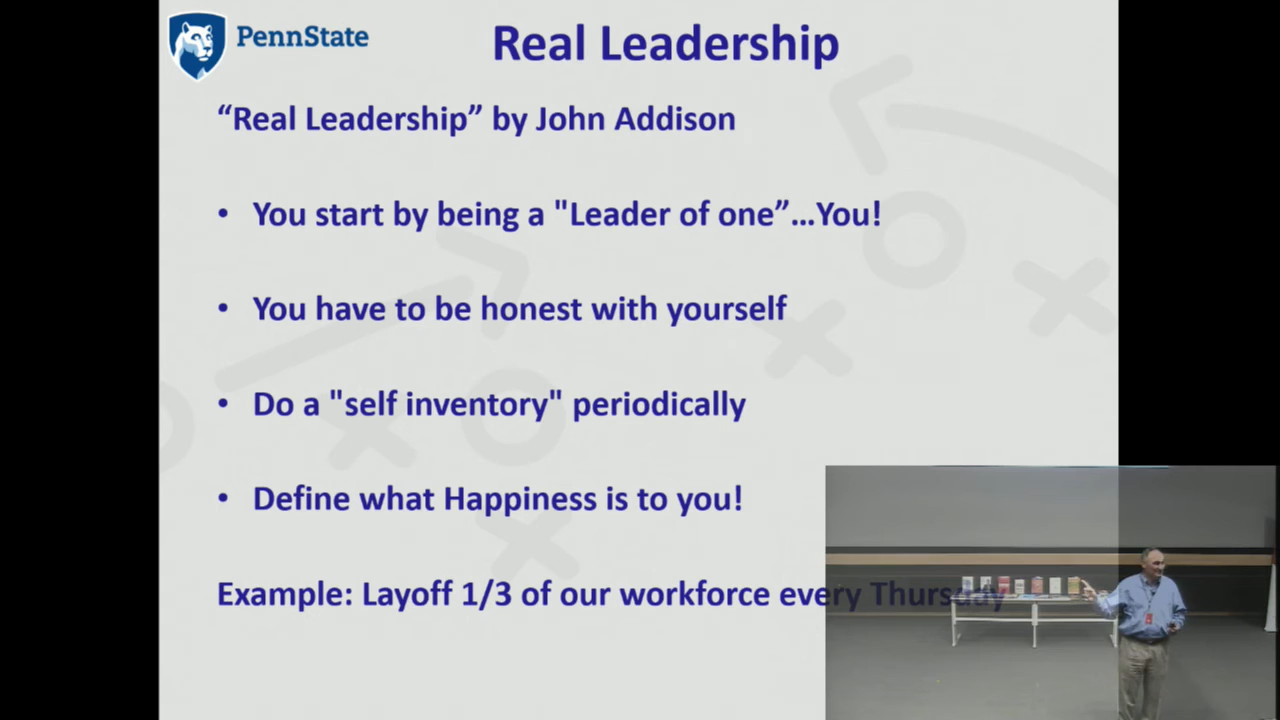 PennState
Real Leadership
“Real Leadership” by John Addison
• You start by being a "Leader of one”...You!
• You have to be honest with yourself
• Do a "self inventory" periodically
• Define what Happiness is to you!
Example: Layoff 1/3 of our workforce every Thursday